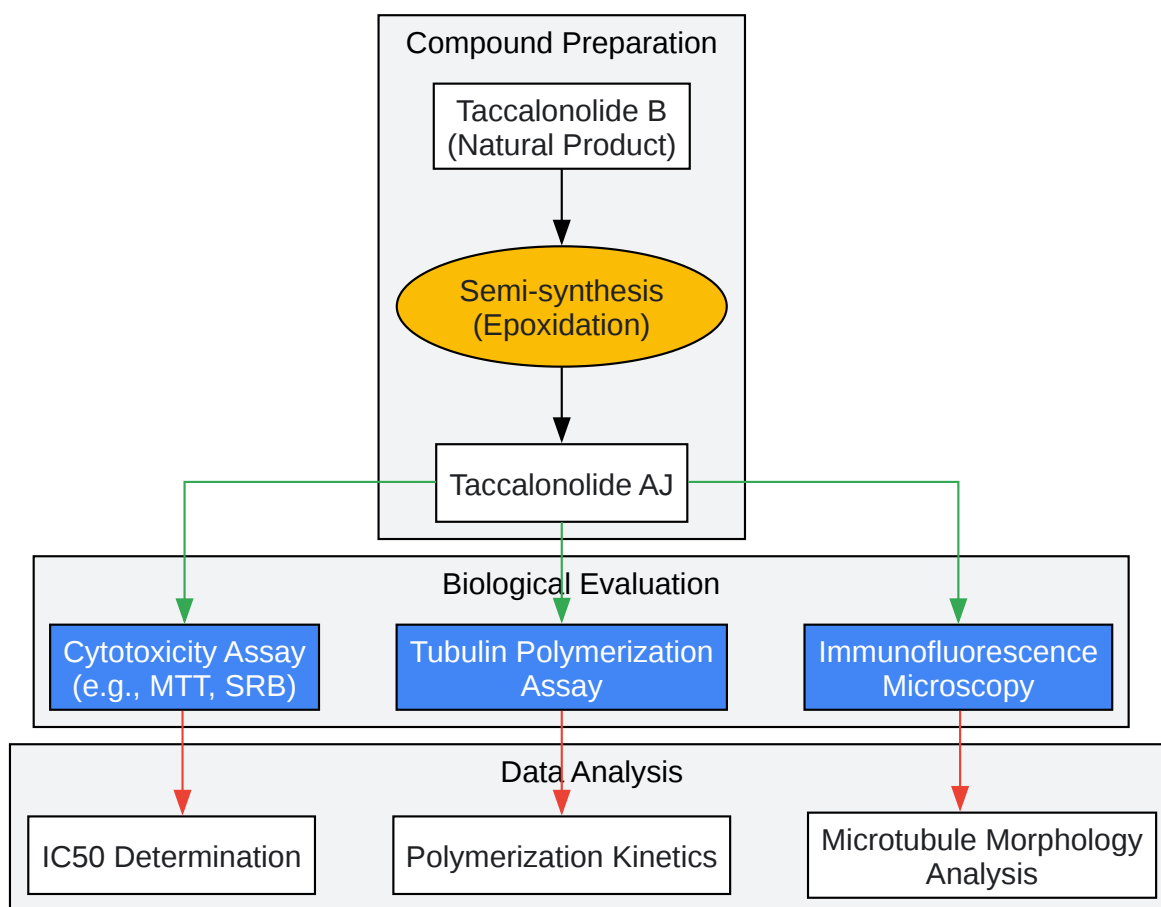 Compound Preparation
Taccalonolide B
(Natural Product)
Semi-synthesis
(Epoxidation)
Taccalonolide AJ
Biological Evaluation
Cytotoxicity Assay
(e.g., MTT, SRB)
Tubulin Polymerization
Assay
Immunofluorescence
Microscopy
Data Analysis
IC50 Determination
Polymerization Kinetics
Microtubule Morphology
Analysis